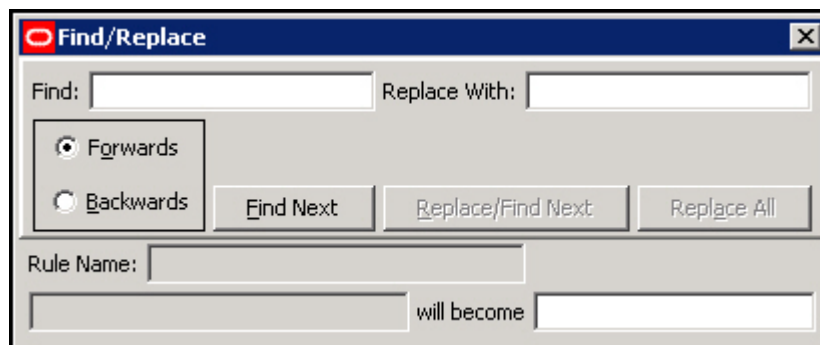 Find/Replace
Find: Replace With:
Forwards
Backwards Find Next Replace/Find Next Replace All
Rule Name:
will become